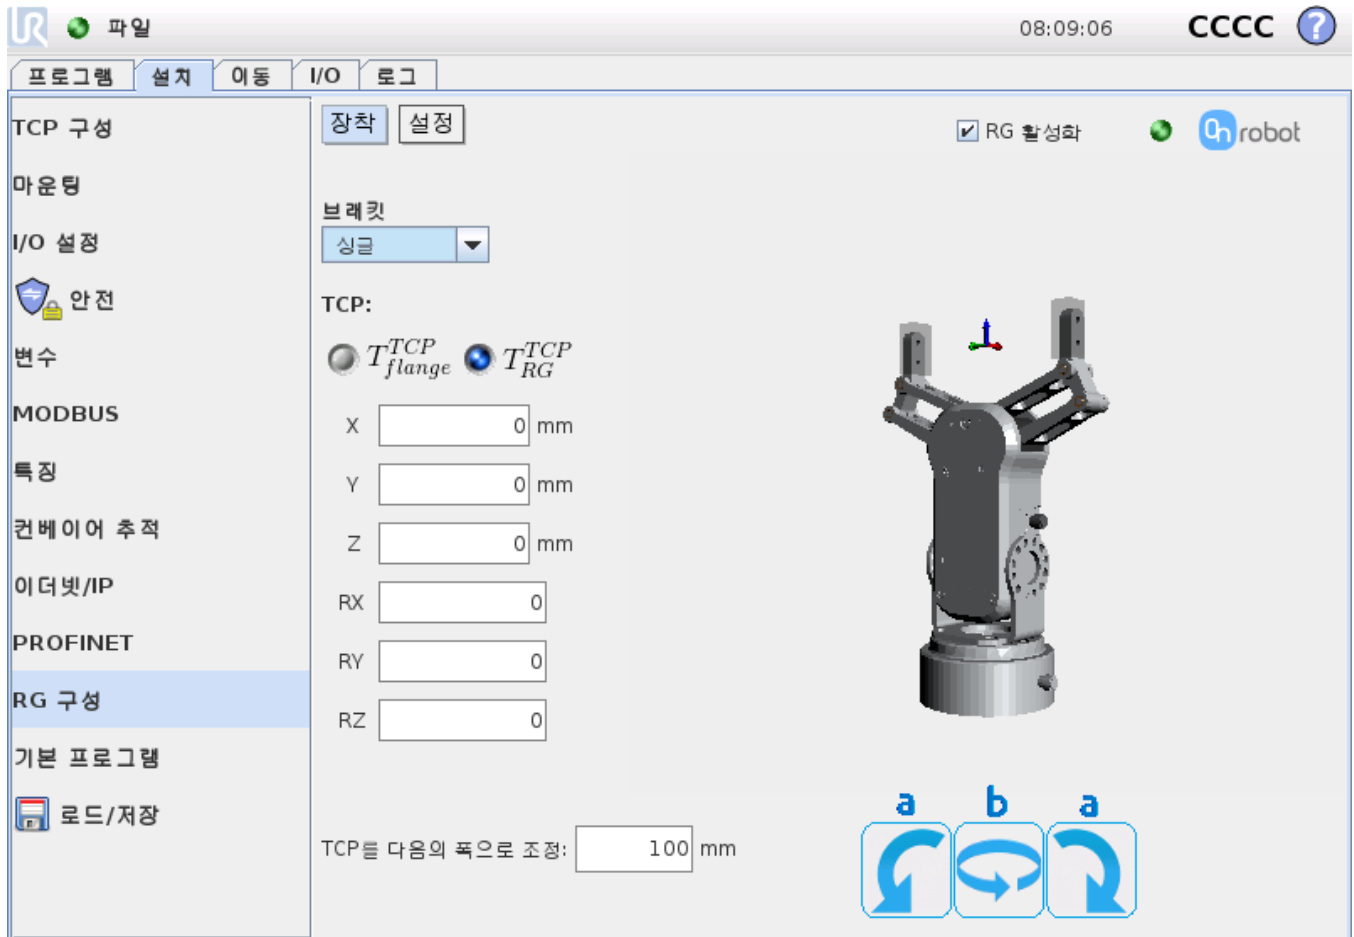 UR 파일 08:09:06 CCCC ?
프로그램 설치 이동 I/O 로그
TCP 구성
마운팅
I/O 설정
안전
변수
MODBUS
특징
컨베이어 추적
이더넷/IP
PROFINET
RG 구성
기본 프로그램
로드/저장
장착 설정
RG 활성화 On robot
브래킷
싱글
TCP:
T_{flange}^{TCP} T_{RG}^{TCP}
X 0 mm
Y 0 mm
Z 0 mm
RX 0
RY 0
RZ 0
TCP를 다음의 폭으로 조정: 100 mm
a b a